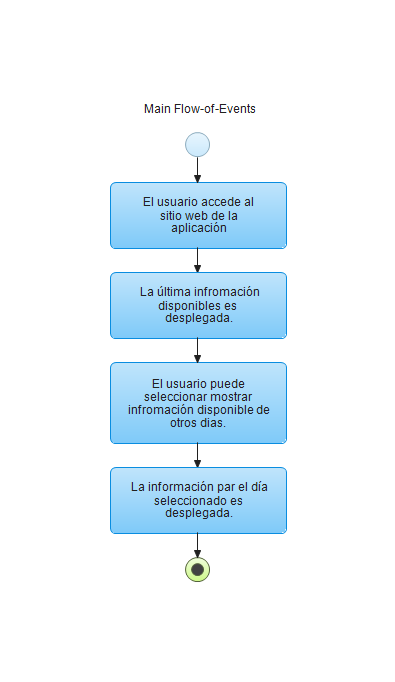 Main Flow-of-Events
El usuario accede al
sitio web de la
aplicación
La última infromación
disponibles es
desplegada.
El usuario puede
seleccionar mostrar
infromación disponible de
otros dias.
La información par el día
seleccionado es
desplegada.